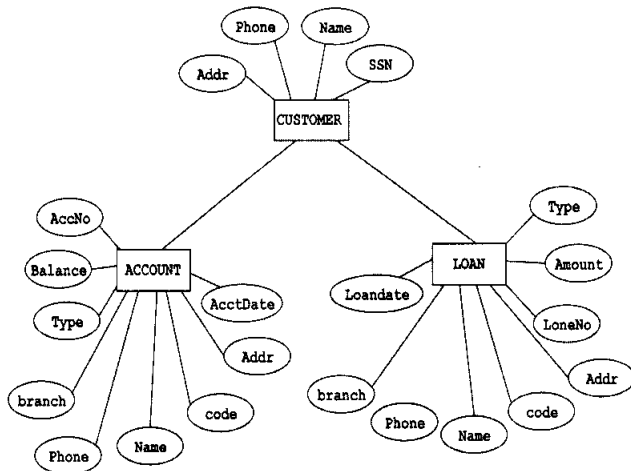 Phone
Name
Addr
SSN
CUSTOMER
AccNo
Balance
Type
ACCOUNT
AcctDate
Addr
branch
Phone
Name
code
Type
LOAN
Amount
Loandate
LoneNo
Addr
branch
Phone
Name
code